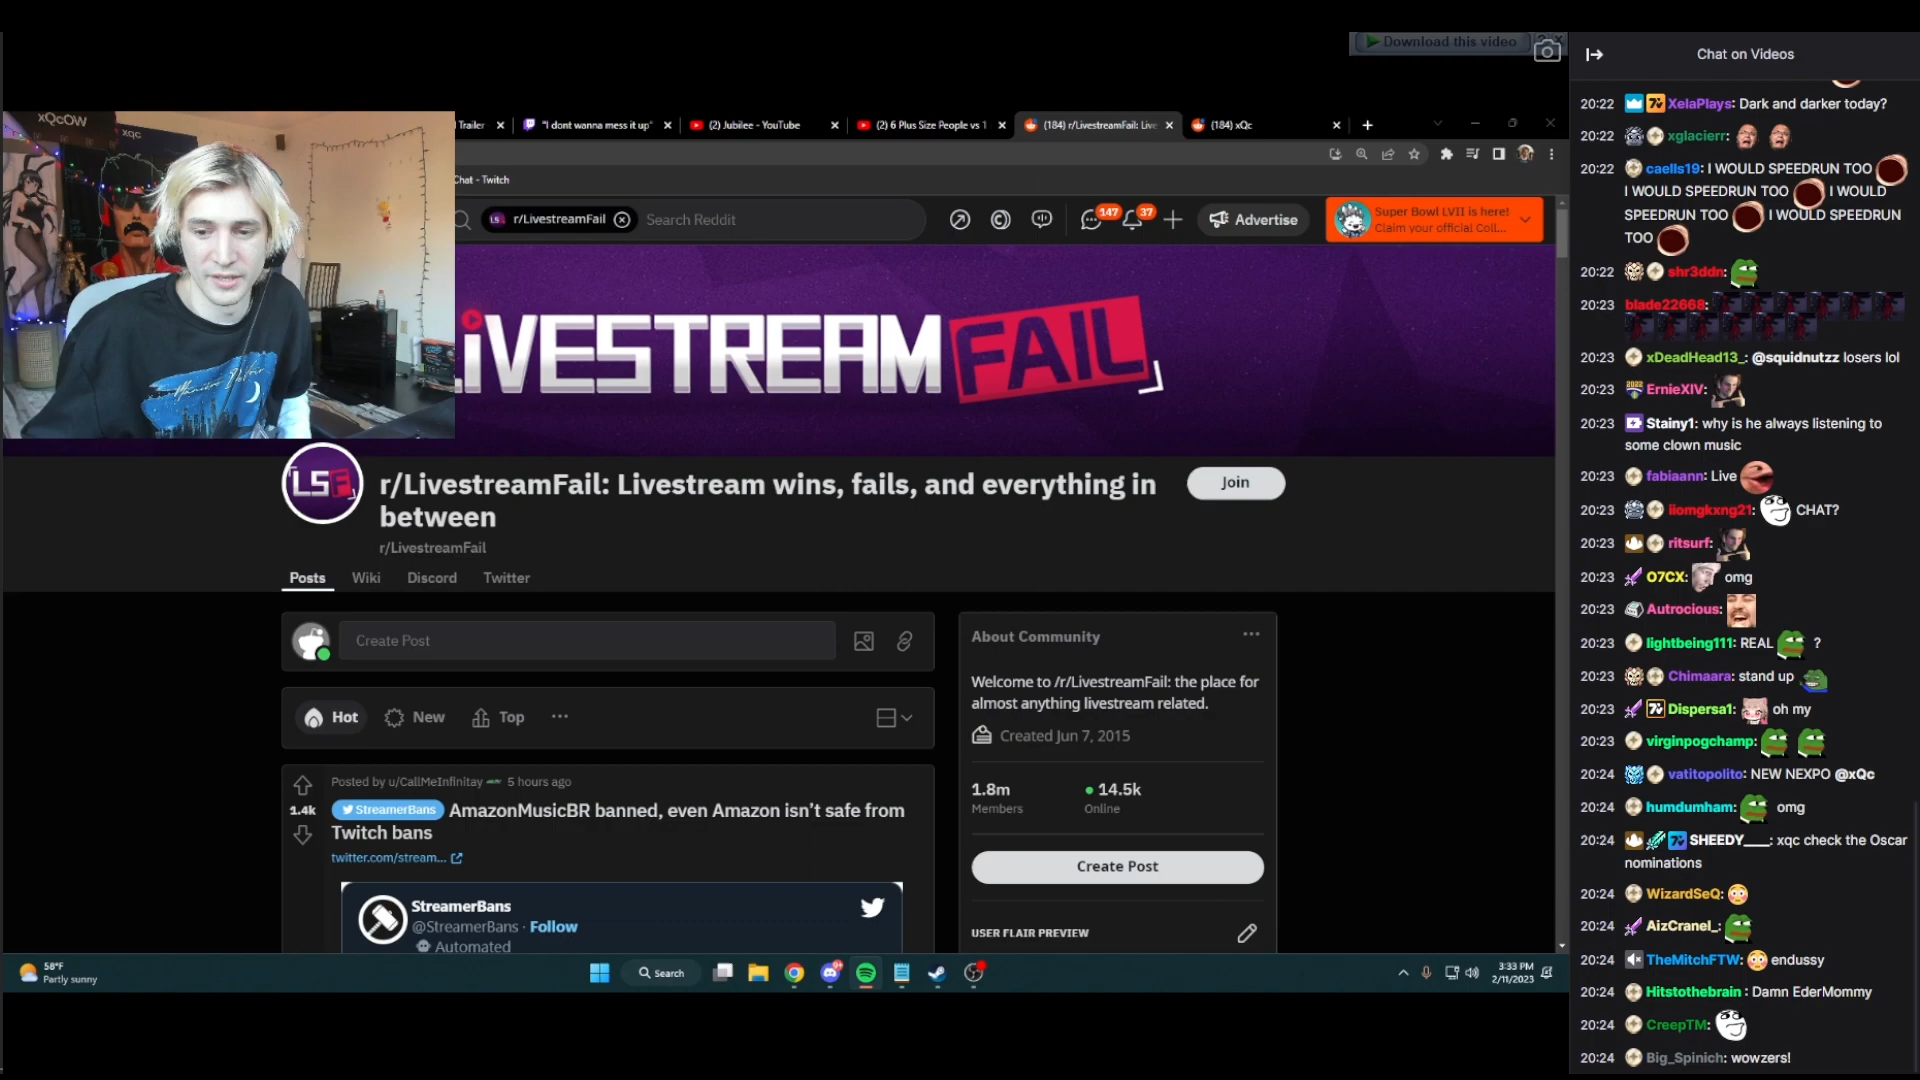 Download this video
Chat on Videos
xQcOW
xqc
Trailer
"I dont wanna mess it up"
(2) Jubilee - YouTube
(2) 6 Plus Size People vs 1
(184) r/LivestreamFail: Live
(184) xQc
Chat - Twitch
r/LivestreamFail
Search Reddit
147
37
Advertise
Super Bowl LVII is here!
Claim your official Coll...
LIVESTREAM FAIL
LSF
r/LivestreamFail: Livestream wins, fails, and everything in
between
Join
r/LivestreamFail
Posts
Wiki
Discord
Twitter
Create Post
Hot
New
Top
1.4k
Posted by u/CallMeInfinitay
5 hours ago
StreamerBans
AmazonMusicBR banned, even Amazon isn't safe from
Twitch bans
twitter.com/stream...
StreamerBans
@StreamerBans · Follow
Automated
About Community
Welcome to /r/LivestreamFail: the place for
almost anything livestream related.
Created Jun 7, 2015
1.8m
14.5k
Members
Online
Create Post
USER FLAIR PREVIEW
58°F
Partly sunny
Search
3:33 PM
2/11/2023
20:22 XelaPlays: Dark and darker today?
20:22 xglacierr:
20:22 caells19: I WOULD SPEEDRUN TOO
I WOULD SPEEDRUN TOO I WOULD
SPEEDRUN TOO I WOULD SPEEDRUN
TOO
20:22 shr3ddn:
20:23 blade22668:
20:23 xDeadHead13_: @squidnutzz losers lol
20:23 ErnieXIV:
20:23 Stainy1: why is he always listening to
some clown music
20:23 fabiaann: Live
20:23 iiomgkxng21: CHAT?
20:23 ritsurf:
20:23 O7CX: omg
20:23 Autrocious:
20:23 lightbeing111: REAL ?
20:23 Chimaara: stand up
20:23 Dispersa1: oh my
20:23 virginpogchamp:
20:24 vatitopolito: NEW NEXPO @xQc
20:24 humdumham: omg
20:24 SHEEDY____: xqc check the Oscar
nominations
20:24 WizardSeQ:
20:24 AizCranel_:
20:24 TheMitchFTW: endussy
20:24 Hitstothebrain : Damn EderMommy
20:24 CreepTM:
20:24 Big_Spinich: wowzers!